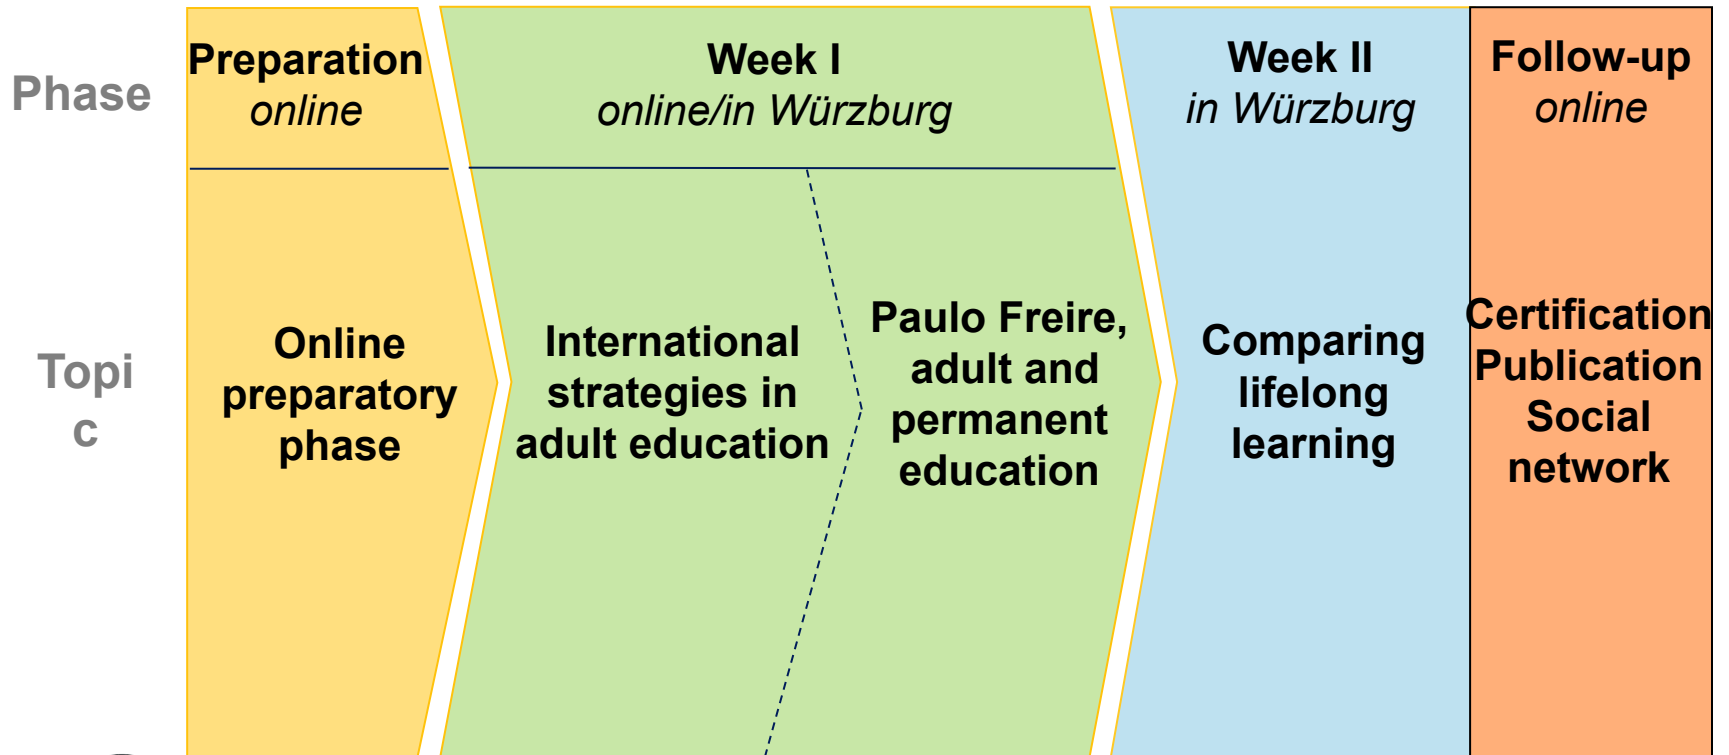 Phase
Preparation
online
Week I
online/in Würzburg
Week II
in Würzburg
Follow-up
online
Topi
c
Online
preparatory
phase
International
strategies in
adult education
Paulo Freire,
adult and
permanent
education
Comparing
lifelong
learning
Certification
Publication
Social
network